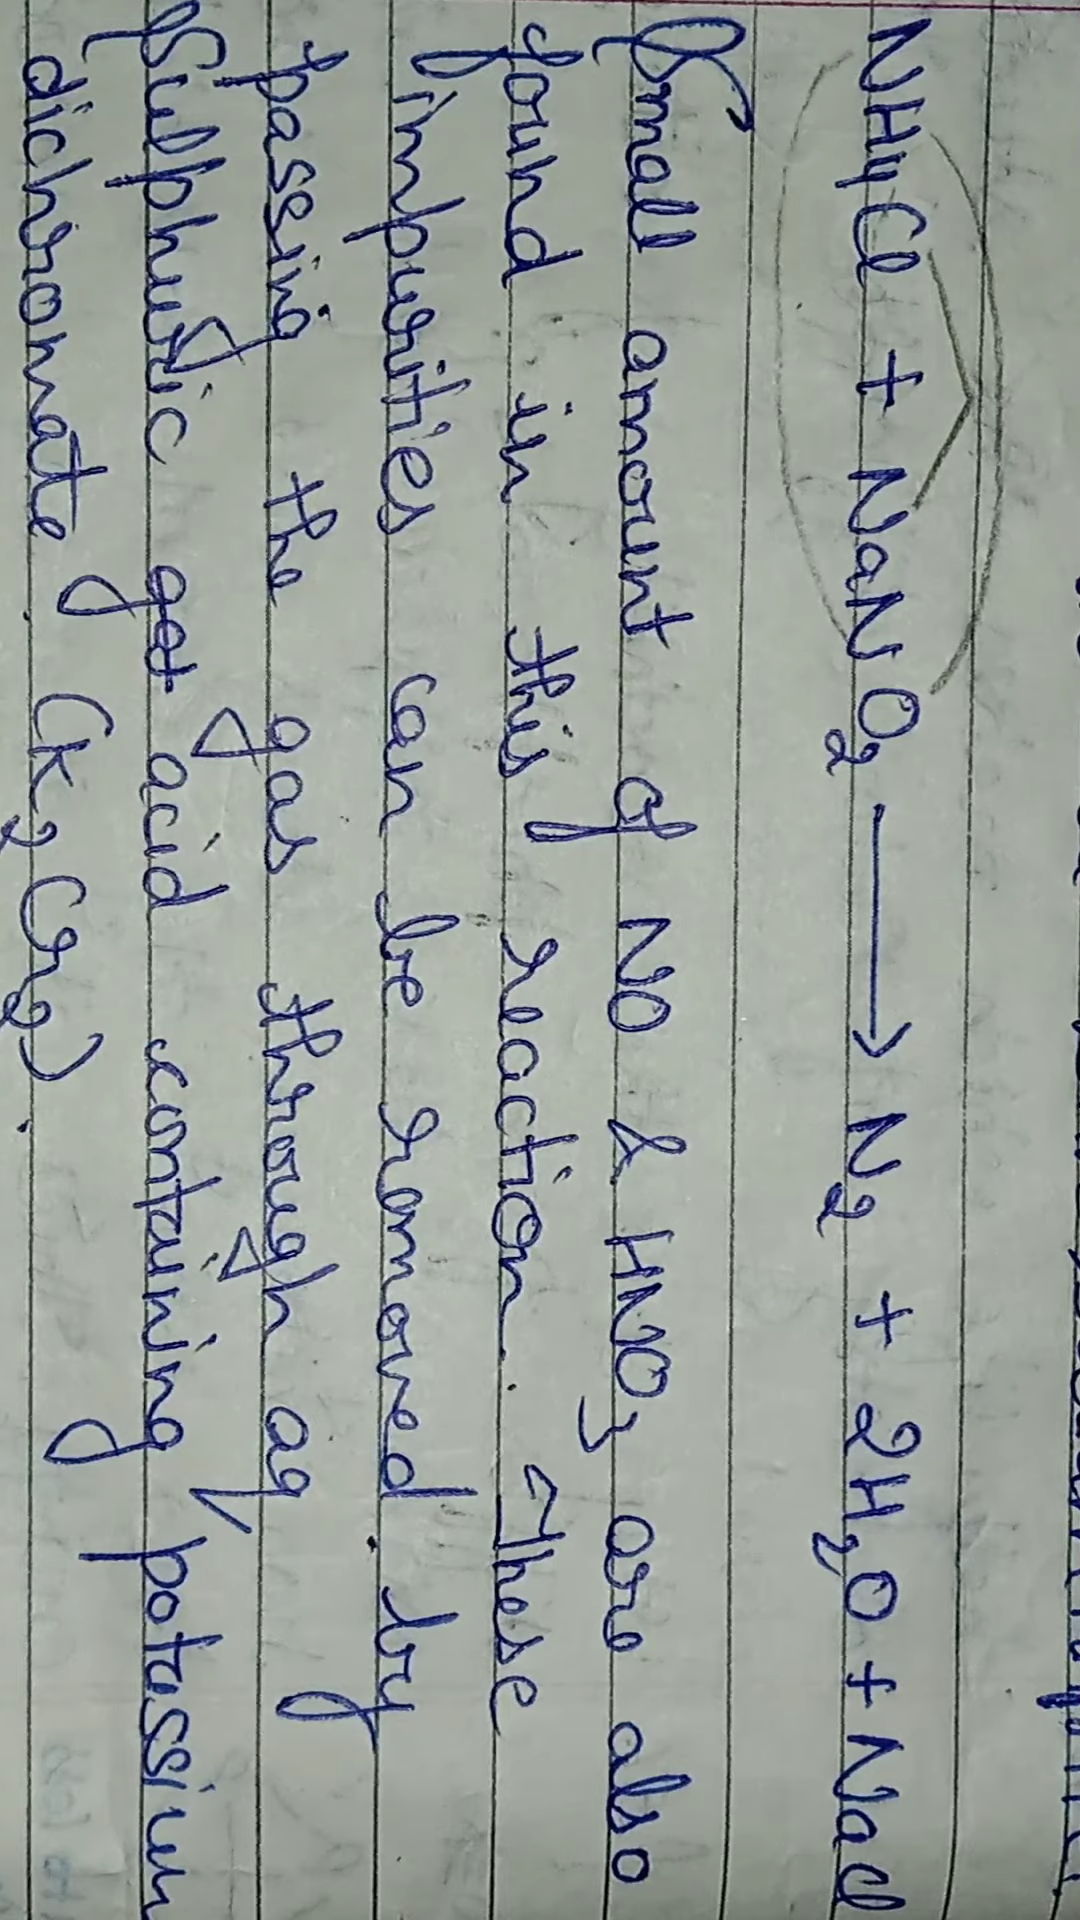 NH4Cl + NaNO2 → N2 + 2H2O + NaCl
Small amount of NO & HNO3 are also
found in this reaction. These
impurities can be removed by
passing the gas through aq
Sulphuric acid containing potassium
dichromate (K2Cr2)